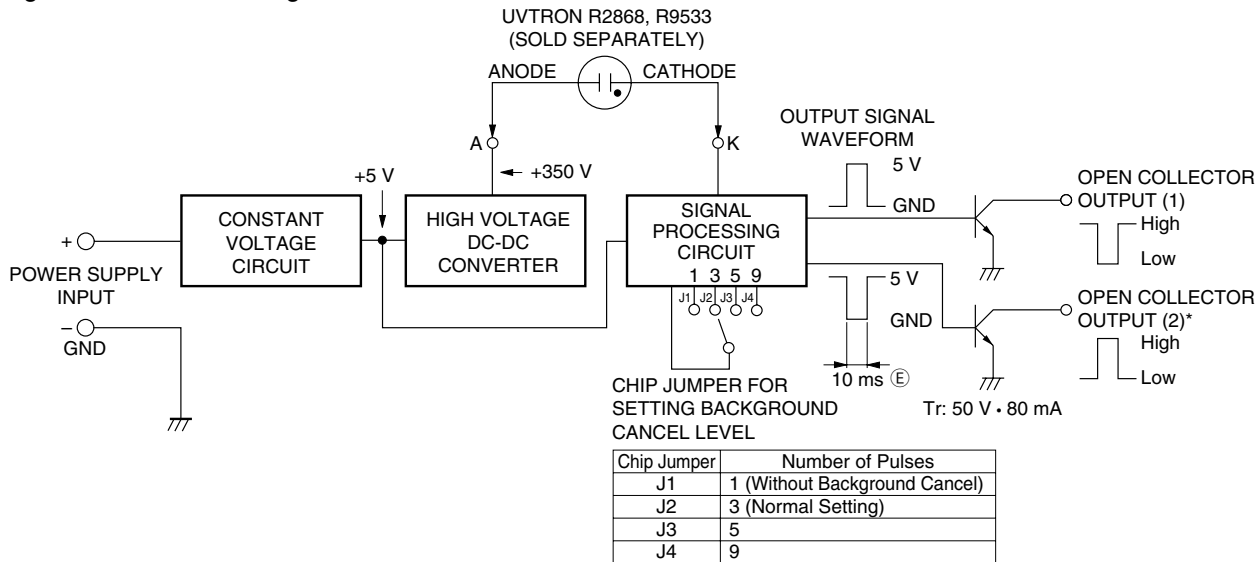 UVTRON R2868, R9533
(SOLD SEPARATELY)
ANODE
CATHODE
A
K
+350 V
+5 V
OUTPUT SIGNAL
WAVEFORM
5 V
GND
OPEN COLLECTOR
OUTPUT (1)
High
Low
CONSTANT
VOLTAGE
CIRCUIT
HIGH VOLTAGE
DC-DC
CONVERTER
SIGNAL
PROCESSING
CIRCUIT
1 3 5 9
J1 J2 J3 J4
+
POWER SUPPLY
INPUT
−
GND
5 V
GND
10 ms Ⓔ
OPEN COLLECTOR
OUTPUT (2)*
High
Low
Tr: 50 V • 80 mA
CHIP JUMPER FOR
SETTING BACKGROUND
CANCEL LEVEL
Chip Jumper Number of Pulses
J1 1 (Without Background Cancel)
J2 3 (Normal Setting)
J3 5
J4 9